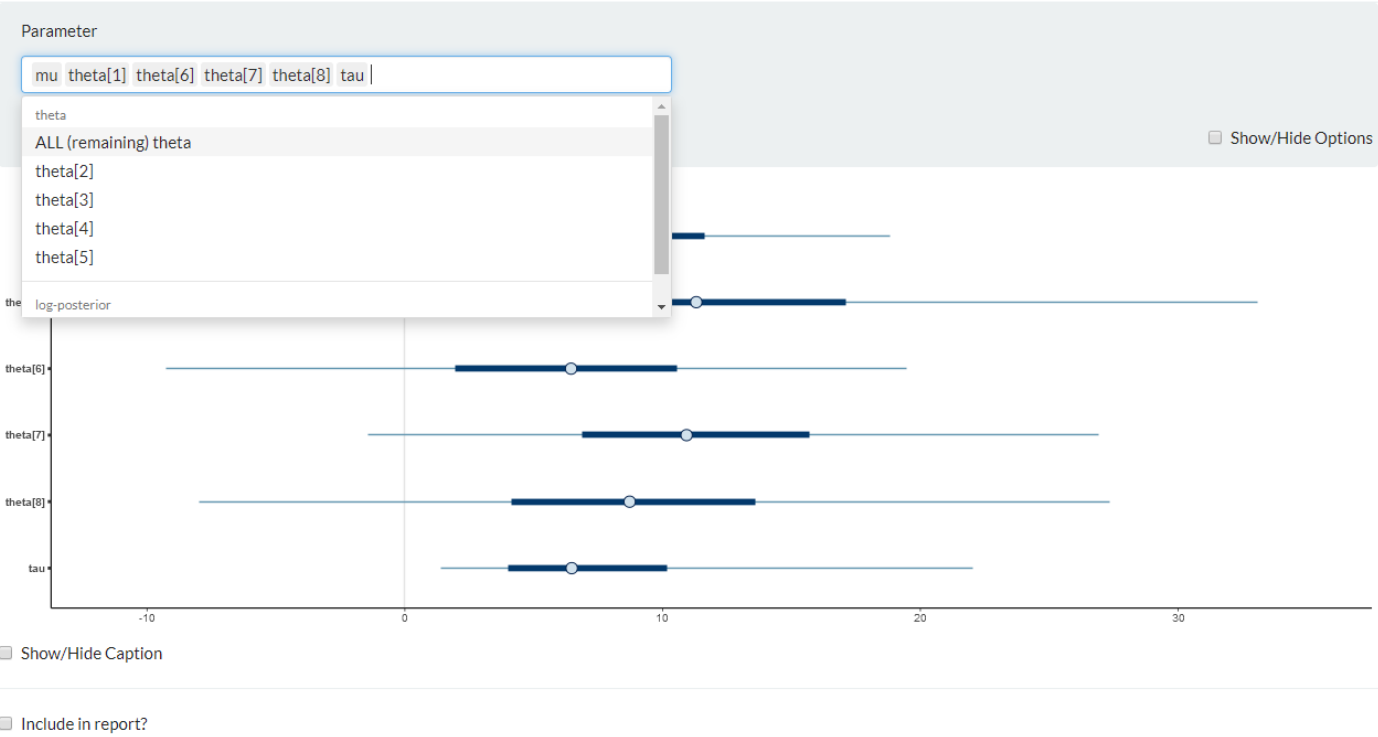 Parameter
mu theta[1] theta[6] theta[7] theta[8] tau
theta
ALL (remaining) theta
Show/Hide Options
theta[2]
theta[3]
theta[4]
theta[5]
the
log-posterior
theta[6]
theta[7]
theta[8]
tau
-10 0 10 20 30
Show/Hide Caption
Include in report?